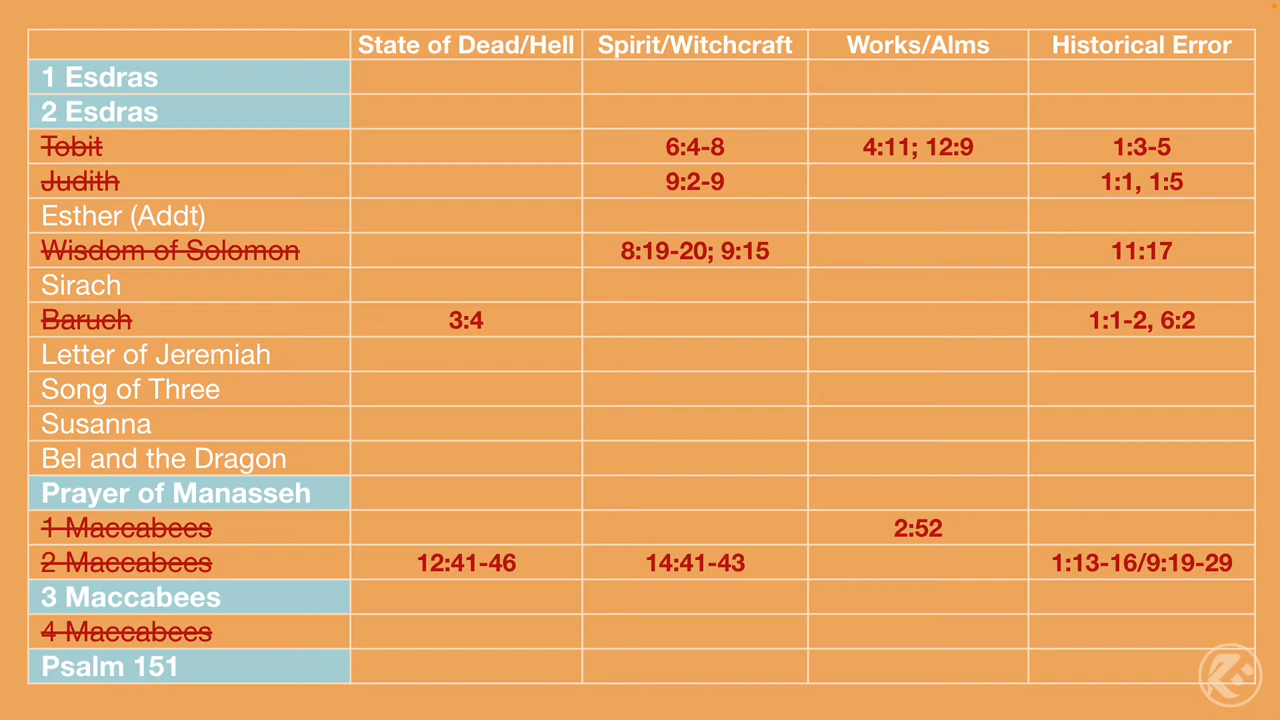 State of Dead/Hell Spirit/Witchcraft Works/Alms Historical Error
1 Esdras
2 Esdras
Tobit 6:4-8 4:11; 12:9 1:3-5
Judith 9:2-9 1:1, 1:5
Esther (Addt)
Wisdom of Solomon 8:19-20; 9:15 11:17
Sirach
Baruch 3:4 1:1-2, 6:2
Letter of Jeremiah
Song of Three
Susanna
Bel and the Dragon
Prayer of Manasseh
1 Maccabees 2:52
2 Maccabees 12:41-46 14:41-43 1:13-16/9:19-29
3 Maccabees
4 Maccabees
Psalm 151